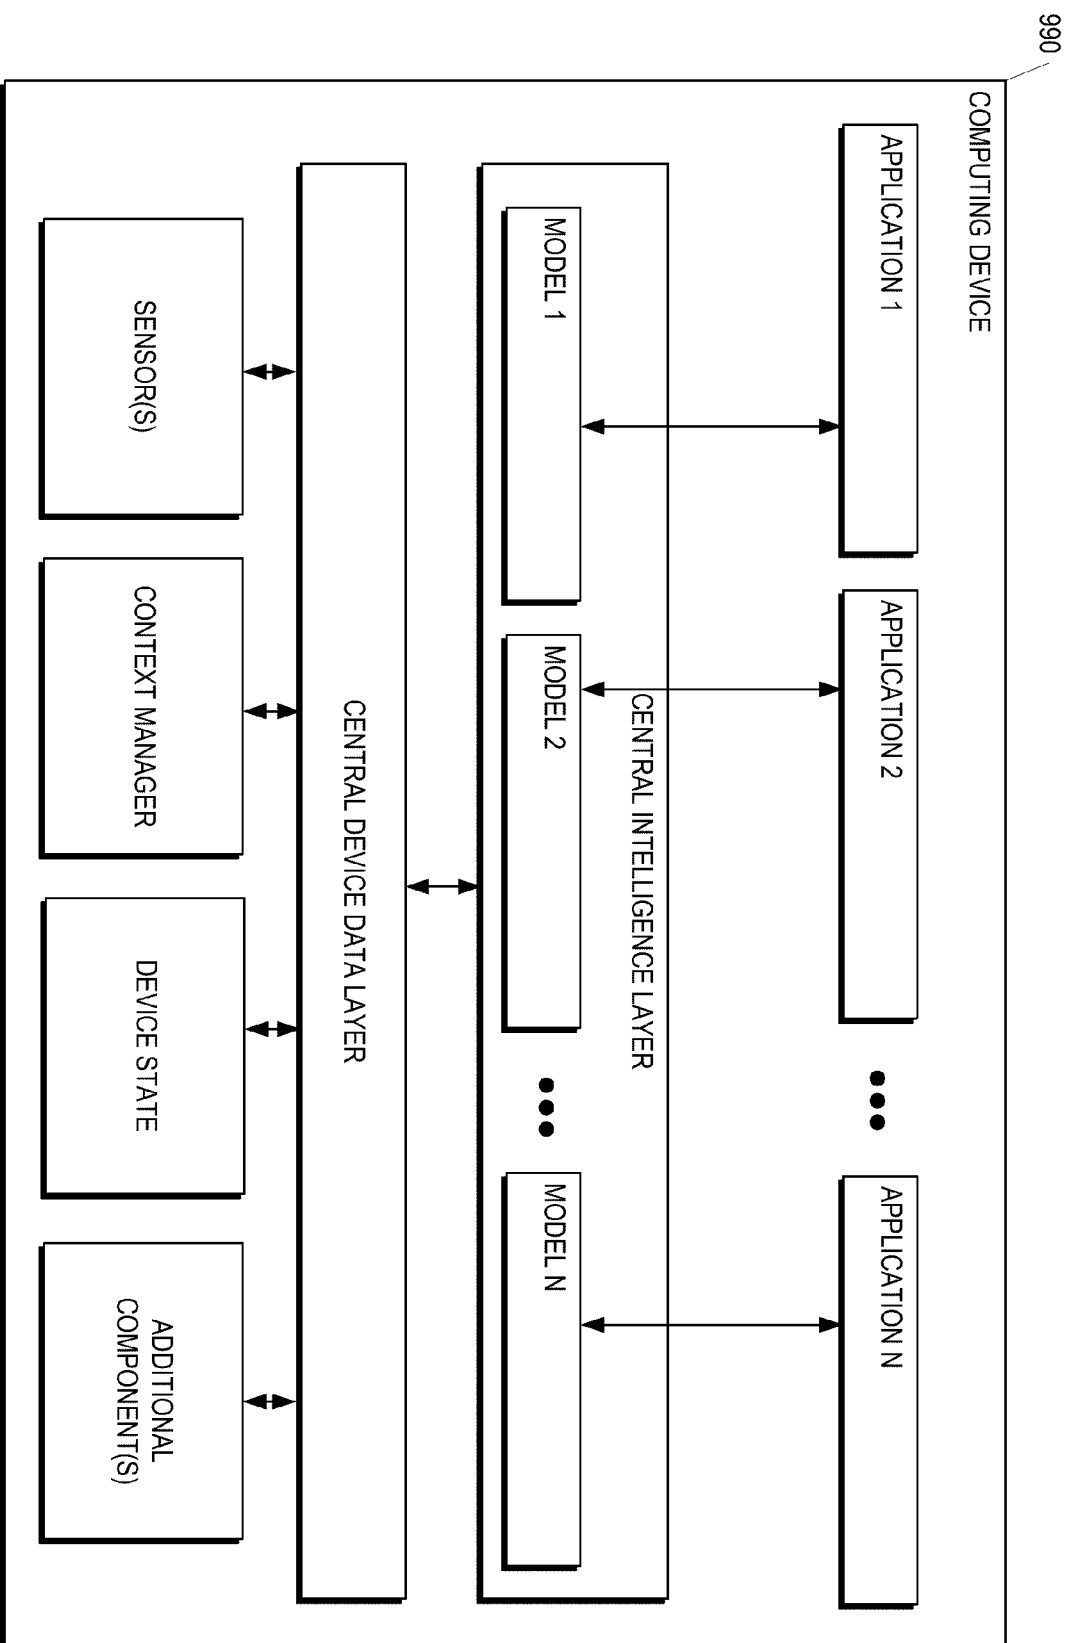 990
COMPUTING DEVICE
APPLICATION 1
APPLICATION 2
APPLICATION N
CENTRAL INTELLIGENCE LAYER
MODEL 1
MODEL 2
MODEL N
CENTRAL DEVICE DATA LAYER
SENSOR(S)
CONTEXT MANAGER
DEVICE STATE
ADDITIONAL
COMPONENT(S)